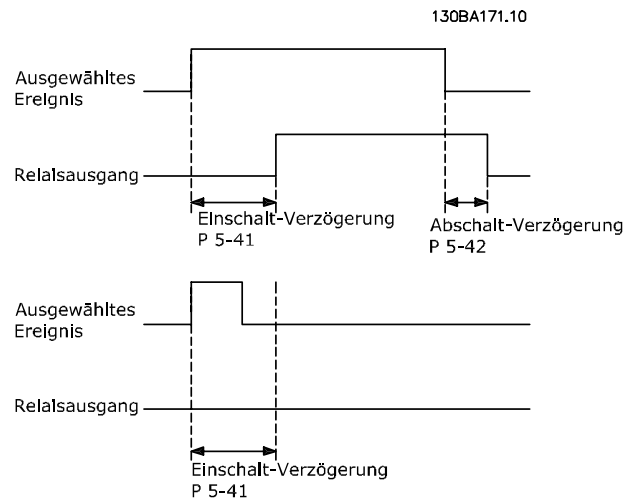 130BA171.10
Ausgewähltes
Ereignis
Relaisausgang
Einschalt-Verzögerung
P 5-41
Abschalt-Verzögerung
P 5-42
Ausgewähltes
Ereignis
Relaisausgang
Einschalt-Verzögerung
P 5-41